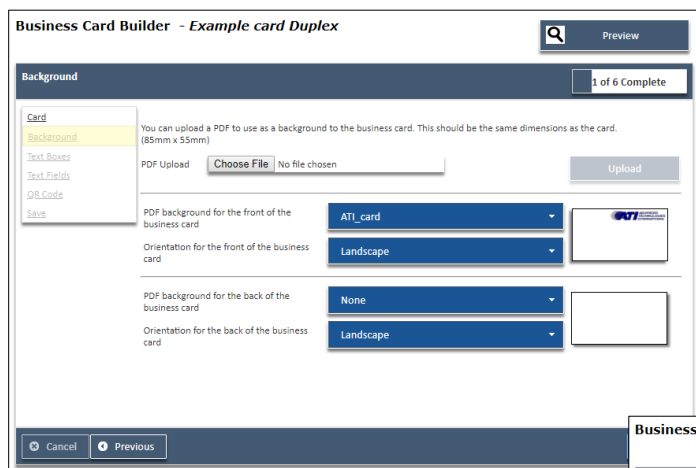 Business Card Builder - Example card Duplex
Preview
Background
1 of 6 Complete
Card
Background
Text Boxes
Text Fields
QR Code
Save
You can upload a PDF to use as a background to the business card. This should be the same dimensions as the card.
(85mm x 55mm)
PDF Upload Choose File No file chosen
Upload
PDF background for the front of the
business card
ATI_card
ATI ADVANCED
TECHNOLOGIES
INTERNATIONAL
Orientation for the front of the business
card
Landscape
PDF background for the back of the
business card
None
Orientation for the back of the business
card
Landscape
Cancel
Previous
Business